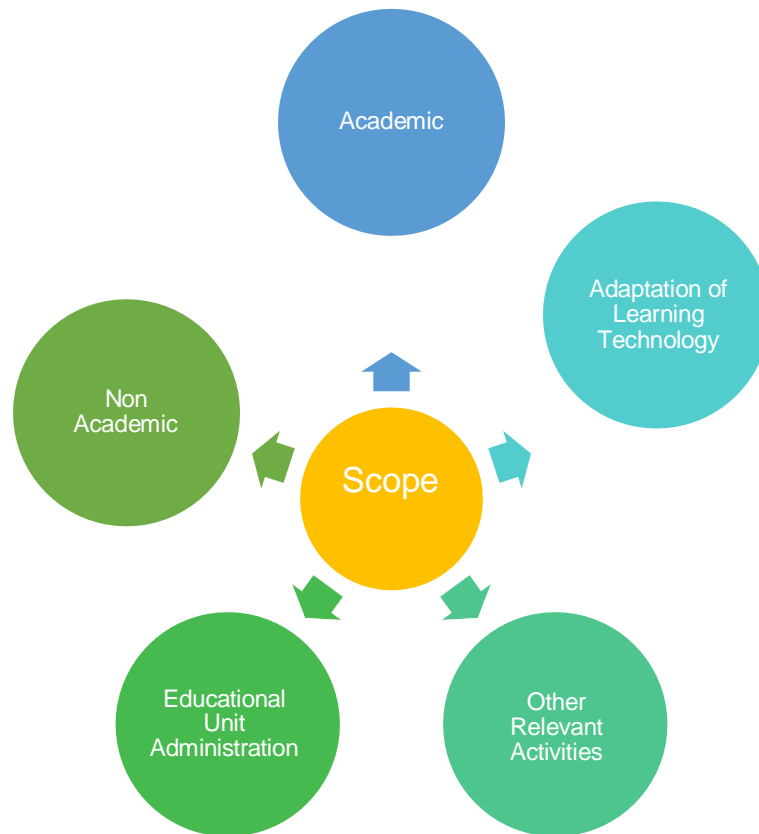 Academic
Adaptation of
Learning
Technology
Non
Academic
Scope
Educational
Unit
Administration
Other
Relevant
Activities